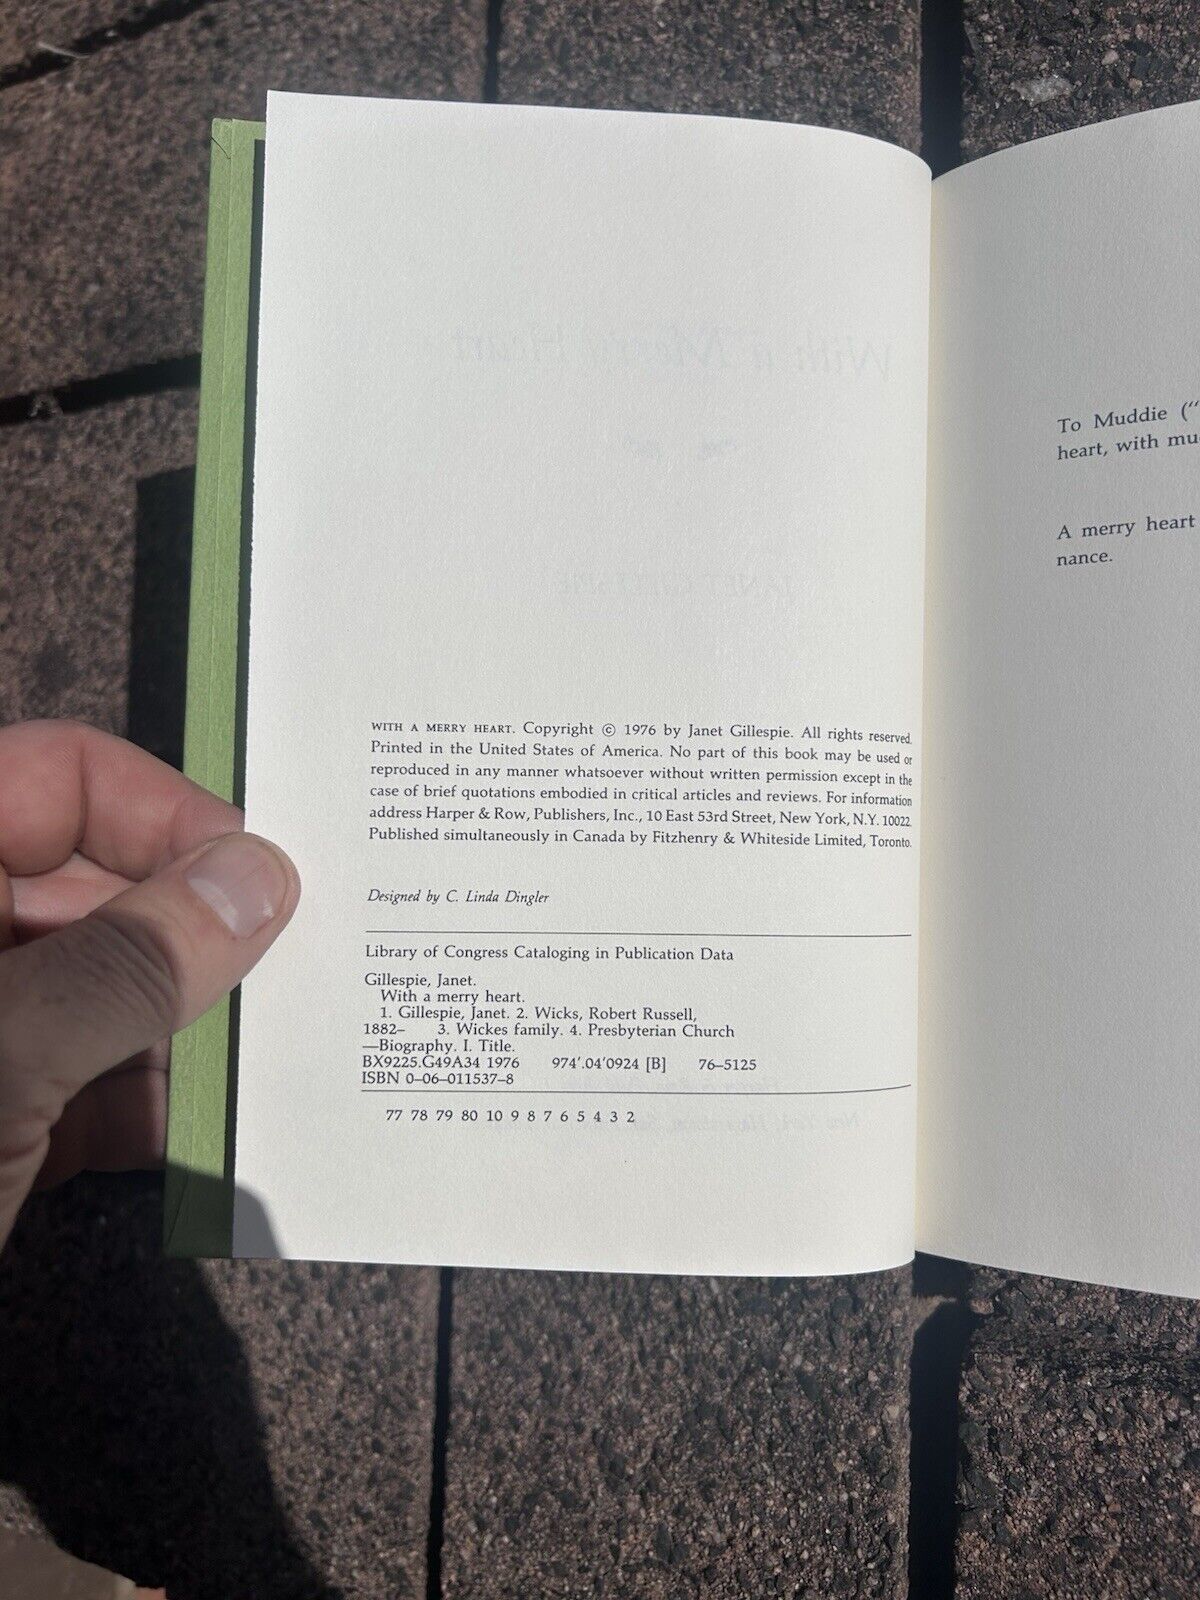 WITH A MERRY HEART. Copyright © 1976 by Janet Gillespie. All rights reserved.
Printed in the United States of America. No part of this book may be used or
reproduced in any manner whatsoever without written permission except in the
case of brief quotations embodied in critical articles and reviews. For information
address Harper & Row, Publishers, Inc., 10 East 53rd Street, New York, N.Y. 10022.
Published simultaneously in Canada by Fitzhenry & Whiteside Limited, Toronto.
Designed by C. Linda Dingler
Library of Congress Cataloging in Publication Data
Gillespie, Janet.
With a merry heart.
1. Gillespie, Janet. 2. Wicks, Robert Russell,
1882– 3. Wickes family. 4. Presbyterian Church
—Biography. I. Title.
BX9225.G49A34 1976 974′.04′0924 [B] 76–5125
ISBN 0–06–011537–8
77 78 79 80 10 9 8 7 6 5 4 3 2
To Muddie (“
heart, with
A merry heart
nance.